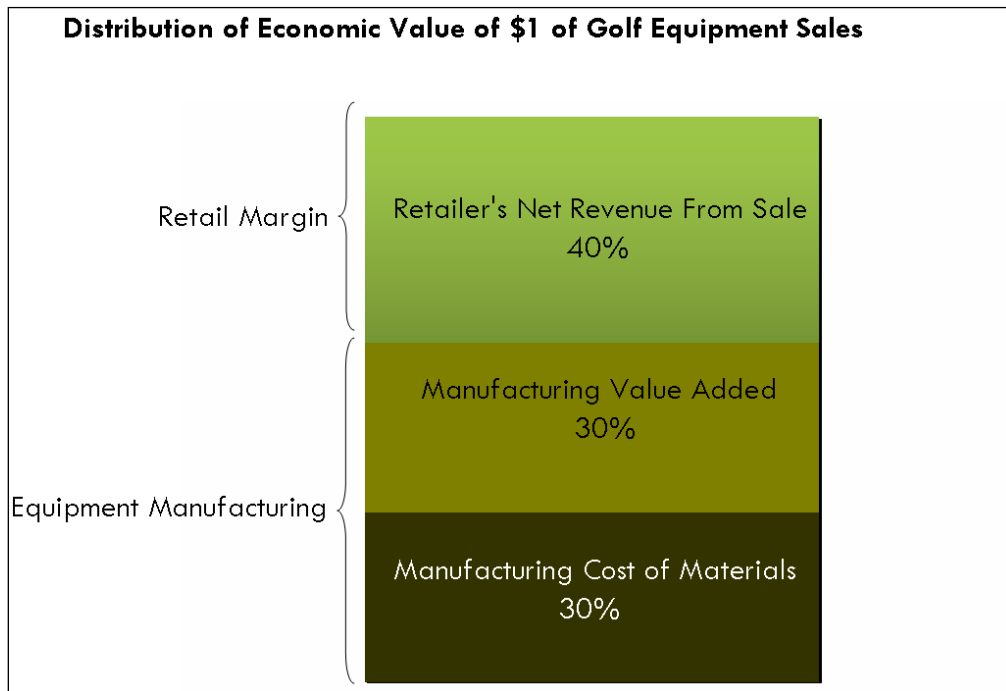 Distribution of Economic Value of $1 of Golf Equipment Sales
Retail Margin
Retailer's Net Revenue From Sale
40%
Manufacturing Value Added
30%
Equipment Manufacturing
Manufacturing Cost of Materials
30%